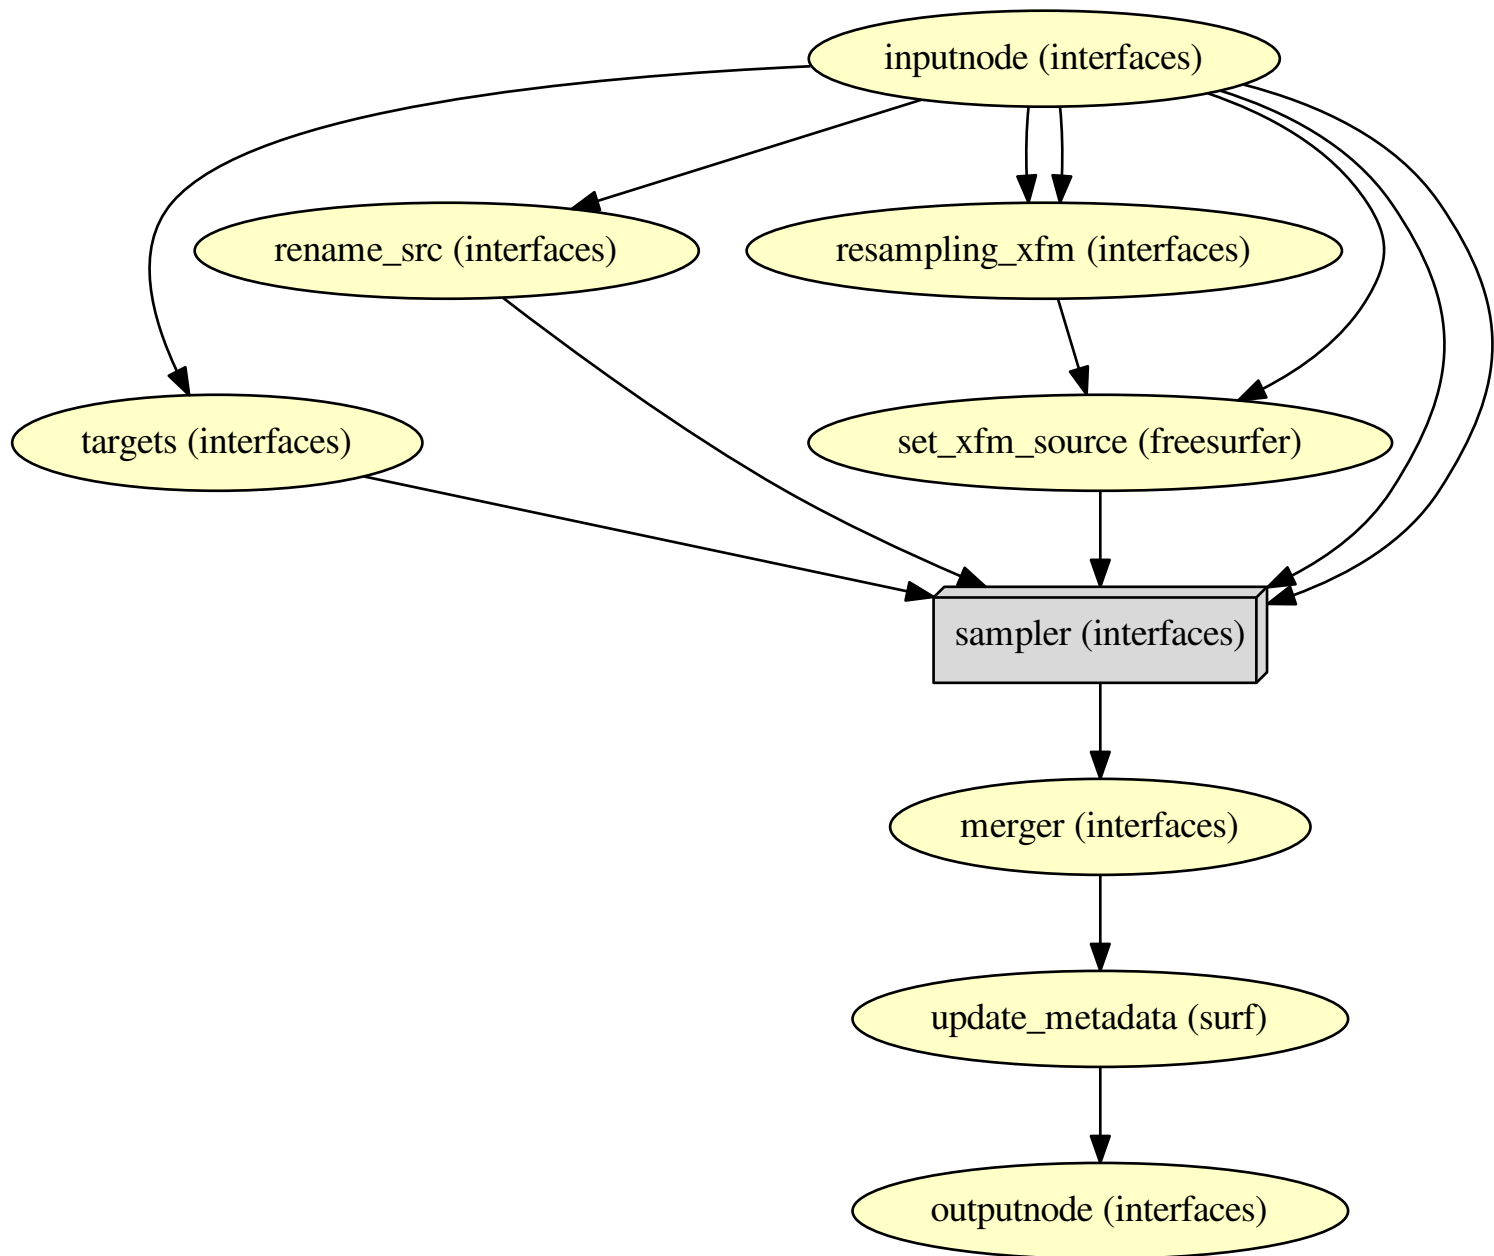 inputnode (interfaces)
rename_src (interfaces)
resampling_xfm (interfaces)
targets (interfaces)
set_xfm_source (freesurfer)
sampler (interfaces)
merger (interfaces)
update_metadata (surf)
outputnode (interfaces)